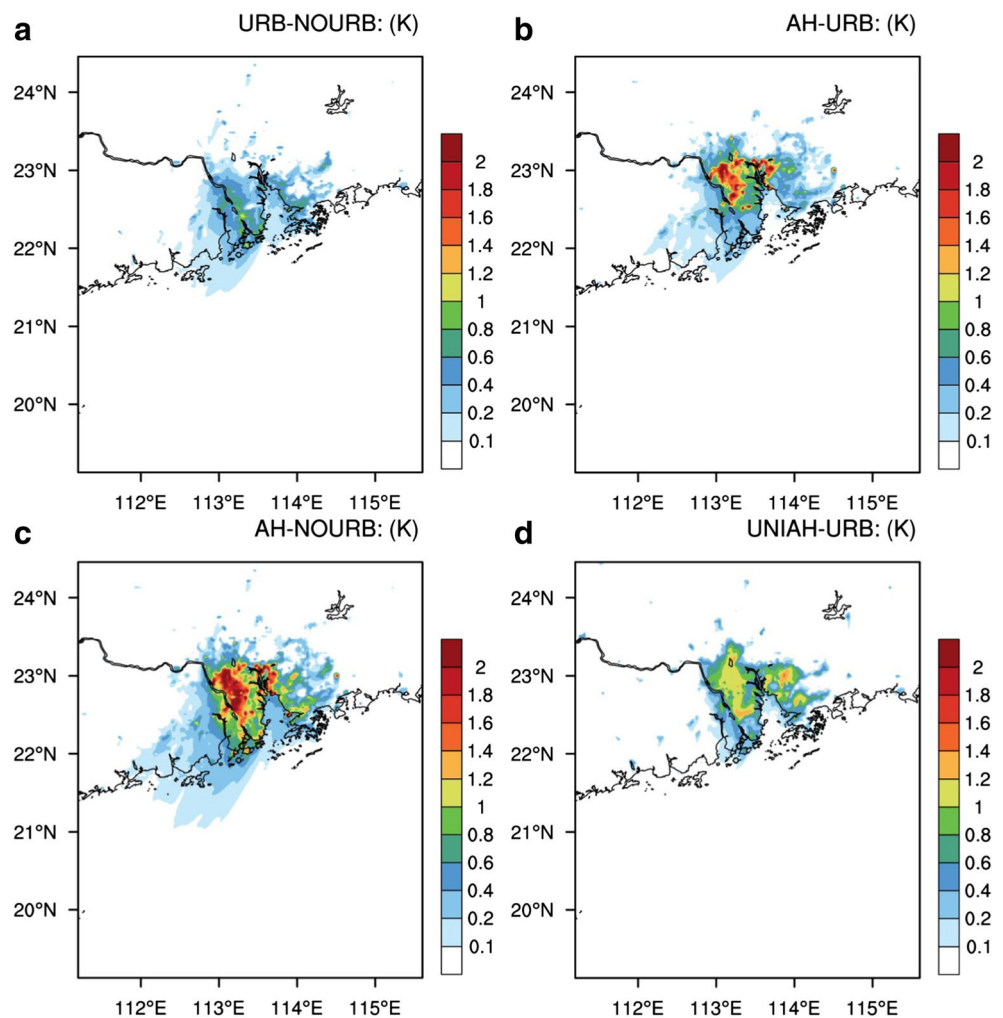 a
URB-NOURB: (K)
24°N
23°N
22°N
21°N
20°N
112°E 113°E 114°E 115°E
2
1.8
1.6
1.4
1.2
1
0.8
0.6
0.4
0.2
0.1
b
AH-URB: (K)
24°N
23°N
22°N
21°N
20°N
112°E 113°E 114°E 115°E
2
1.8
1.6
1.4
1.2
1
0.8
0.6
0.4
0.2
0.1
c
AH-NOURB: (K)
24°N
23°N
22°N
21°N
20°N
112°E 113°E 114°E 115°E
2
1.8
1.6
1.4
1.2
1
0.8
0.6
0.4
0.2
0.1
d
UNIAH-URB: (K)
24°N
23°N
22°N
21°N
20°N
112°E 113°E 114°E 115°E
2
1.8
1.6
1.4
1.2
1
0.8
0.6
0.4
0.2
0.1